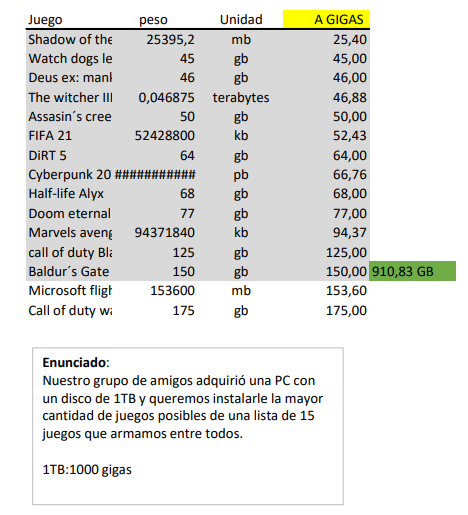 Juego peso Unidad A GIGAS
Shadow of the 25395,2 mb 25,40
Watch dogs le 45 gb 45,00
Deus ex: mank 46 gb 46,00
The witcher III 0,046875 terabytes 46,88
Assasin´s cree 50 gb 50,00
FIFA 21 52428800 kb 52,43
DiRT 5 64 gb 64,00
Cyberpunk 20 ########### pb 66,76
Half-life Alyx 68 gb 68,00
Doom eternal 77 gb 77,00
Marvels aveng 94371840 kb 94,37
call of duty Bla 125 gb 125,00
Baldur´s Gate 150 gb 150,00 910,83 GB
Microsoft fligh 153600 mb 153,60
Call of duty wa 175 gb 175,00
Enunciado:
Nuestro grupo de amigos adquirió una PC con
un disco de 1TB y queremos instalarle la mayor
cantidad de juegos posibles de una lista de 15
juegos que armamos entre todos.
1TB:1000 gigas